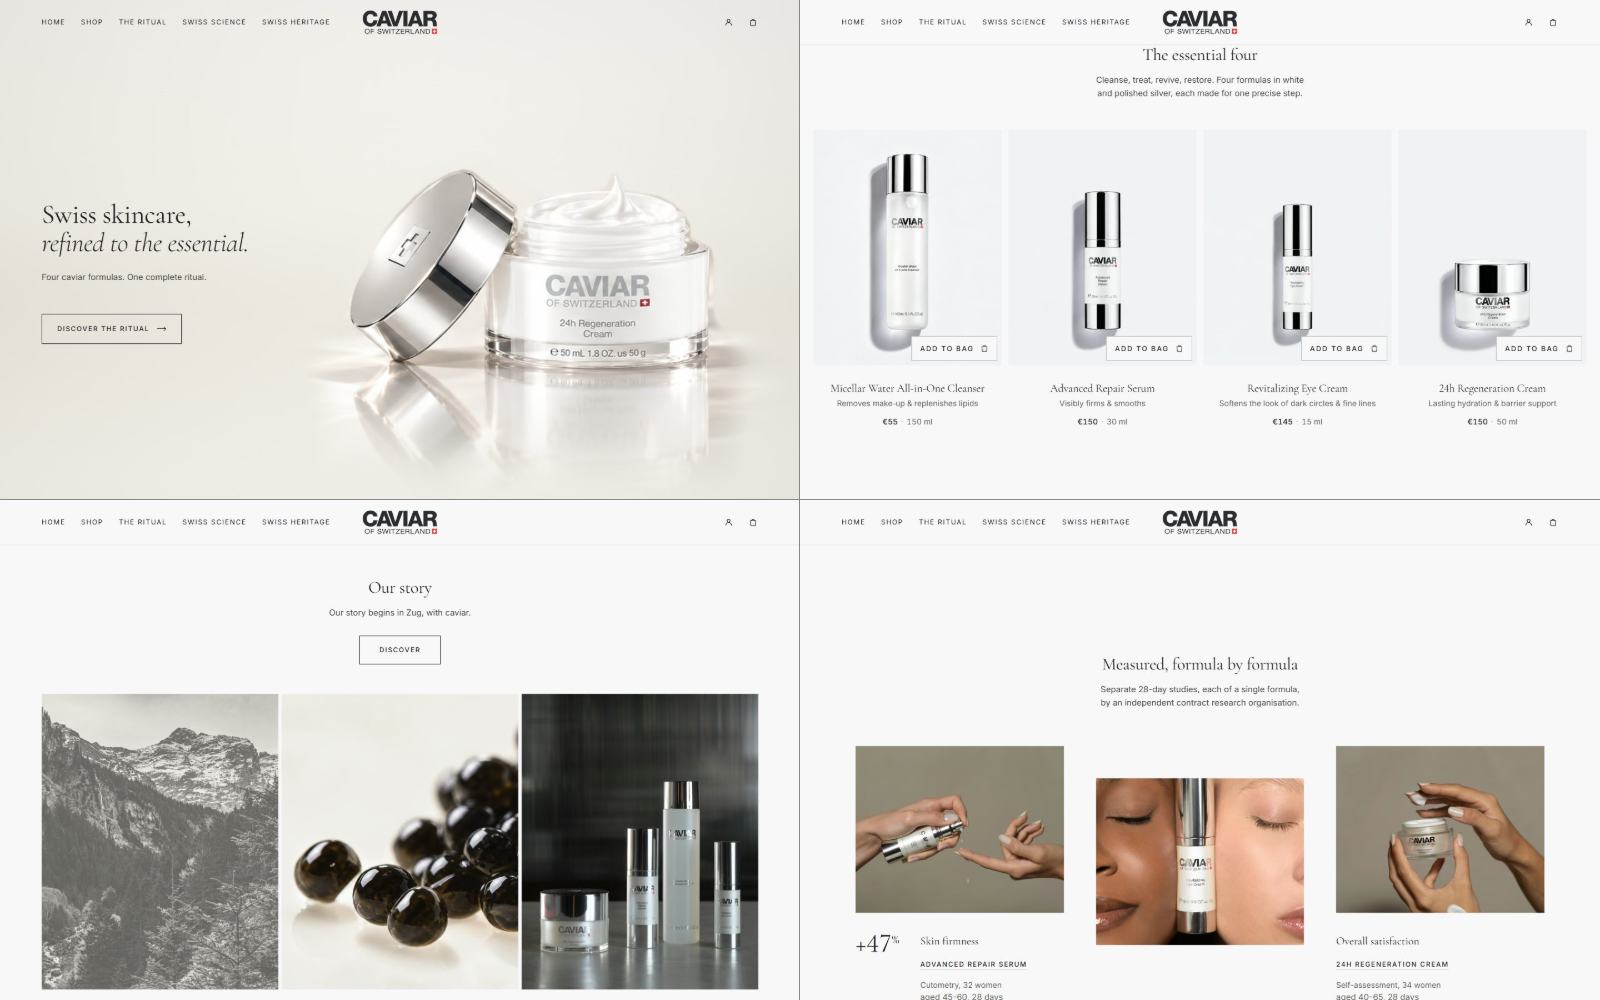 HOME SHOP THE RITUAL SWISS SCIENCE SWISS HERITAGE
CAVIAR
OF SWITZERLAND
Swiss skincare,
refined to the essential.
Four caviar formulas. One complete ritual.
DISCOVER THE RITUAL →
CAVIAR
OF SWITZERLAND
24h Regeneration
Cream
℮ 50 mL 1.8 OZ. us 50 g
HOME SHOP THE RITUAL SWISS SCIENCE SWISS HERITAGE
CAVIAR
OF SWITZERLAND
The essential four
Cleanse, treat, revive, restore. Four formulas in white
and polished silver, each made for one precise step.
CAVIAR
CAVIAR
CAVIAR
CAVIAR
ADD TO BAG
ADD TO BAG
ADD TO BAG
ADD TO BAG
Micellar Water All-in-One Cleanser
Removes make-up & replenishes lipids
€55 · 150 ml
Advanced Repair Serum
Visibly firms & smooths
€150 · 30 ml
Revitalizing Eye Cream
Softens the look of dark circles & fine lines
€145 · 15 ml
24h Regeneration Cream
Lasting hydration & barrier support
€150 · 50 ml
HOME SHOP THE RITUAL SWISS SCIENCE SWISS HERITAGE
CAVIAR
OF SWITZERLAND
Our story
Our story begins in Zug, with caviar.
DISCOVER
CAVIAR
CAVIAR
CAVIAR
CAVIAR
HOME SHOP THE RITUAL SWISS SCIENCE SWISS HERITAGE
CAVIAR
OF SWITZERLAND
Measured, formula by formula
Separate 28-day studies, each of a single formula,
by an independent contract research organisation.
CAVIAR
CAVIAR
+47%
Skin firmness
ADVANCED REPAIR SERUM
Cutometry, 32 women
aged 45–60, 28 days
Overall satisfaction
24H REGENERATION CREAM
Self-assessment, 34 women
aged 40–65, 28 days